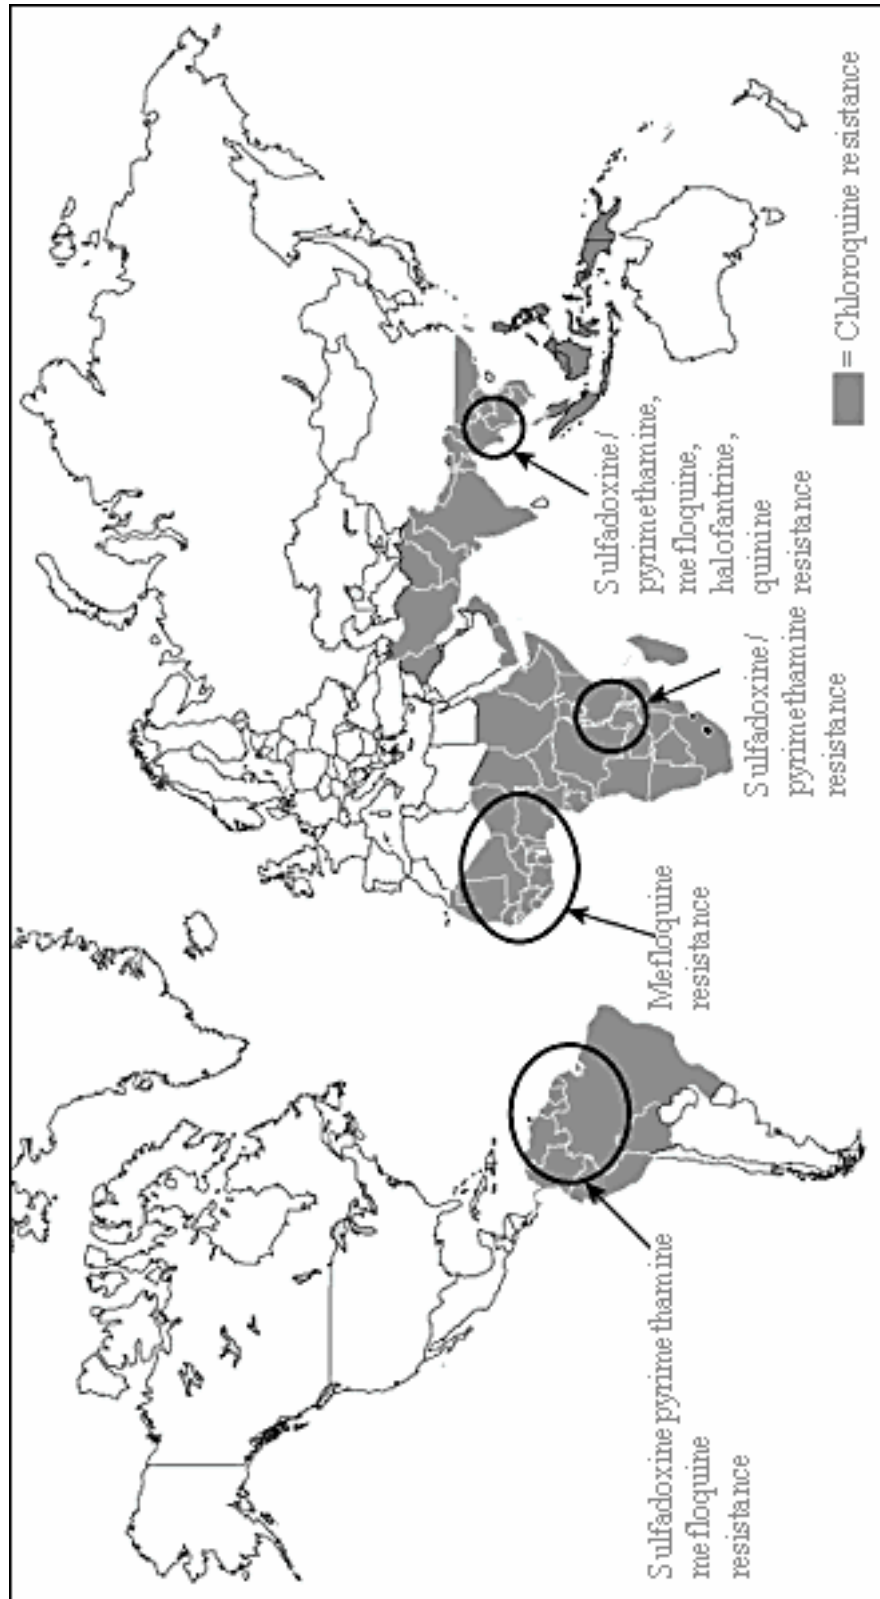 Sulfadoxine pyrimethamine
mefloquine
resistance
Mefloquine
resistance
Sulfadoxine/
pyrimethamine
resistance
Sulfadoxine/
pyrimethamine,
mefloquine,
halofantrine,
quinine
resistance
= Chloroquine resistance